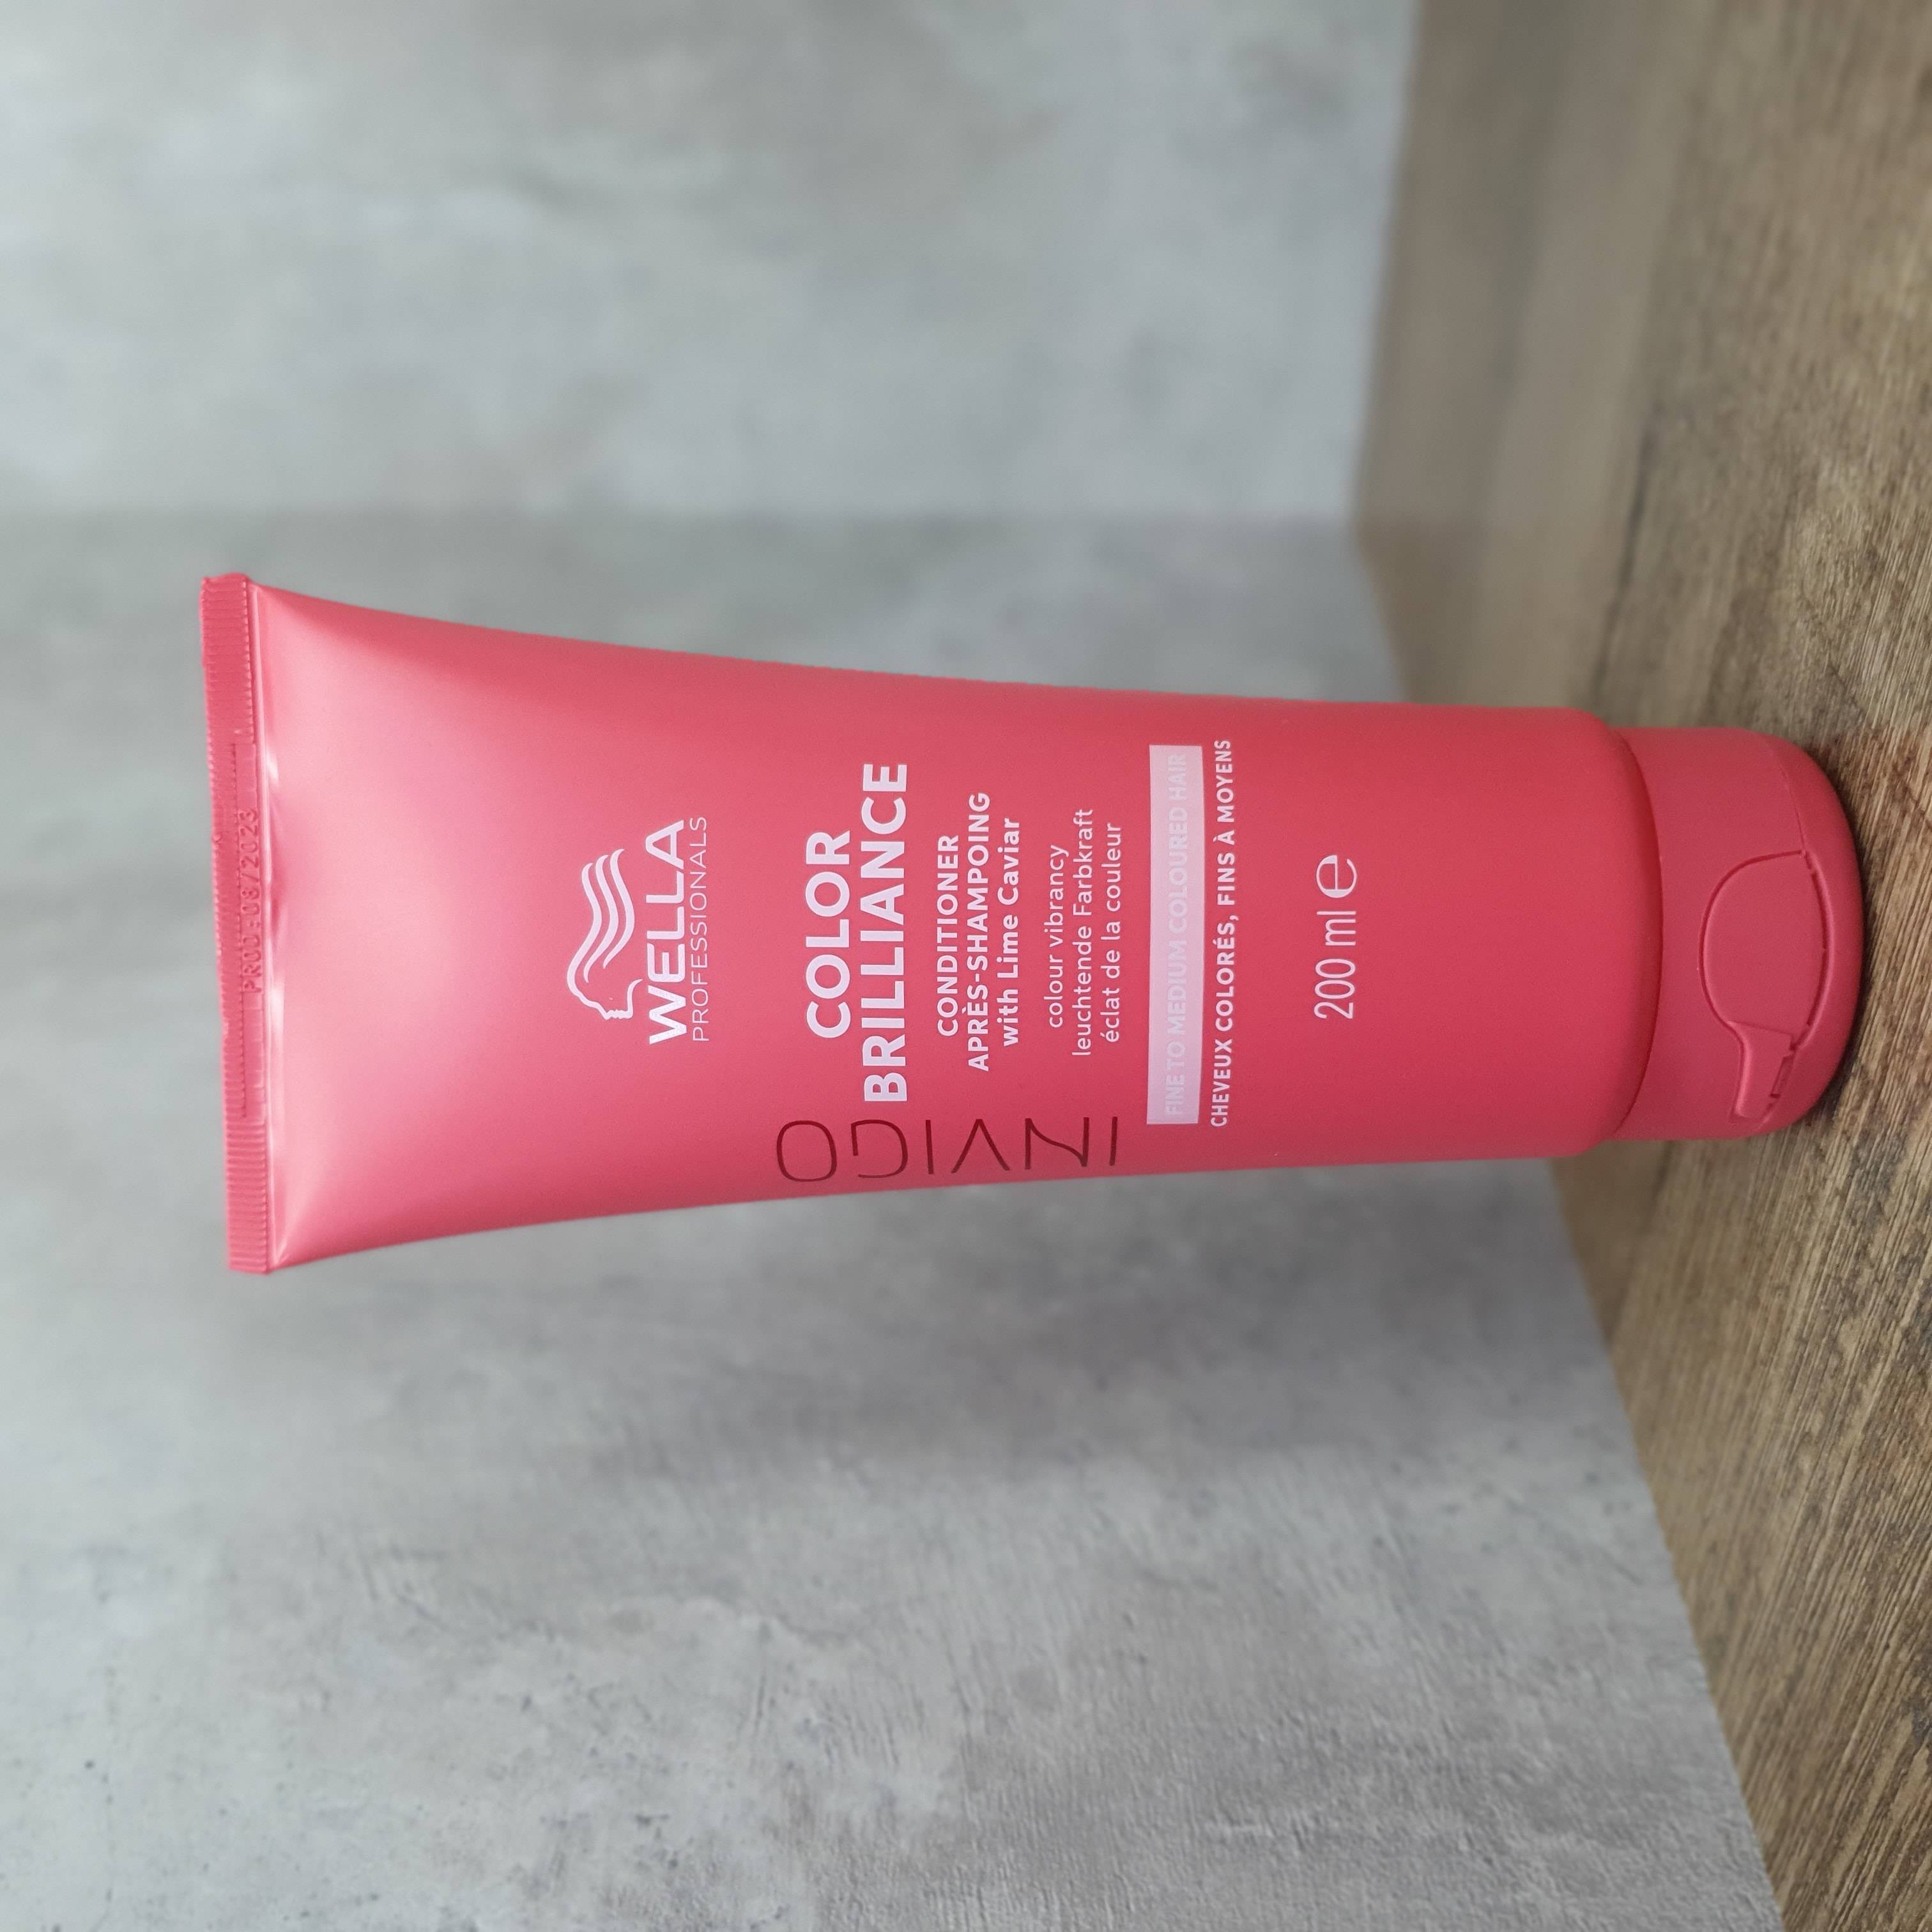 PROD:08/2023
WELLA
PROFESSIONALS
INVIGO
COLOR
BRILLIANCE
CONDITIONER
APRÈS-SHAMPOING
with Lime Caviar
colour vibrancy
leuchtende Farbkraft
éclat de la couleur
FINE TO MEDIUM COLOURED HAIR
CHEVEUX COLORÉS, FINS À MOYENS
200 ml e